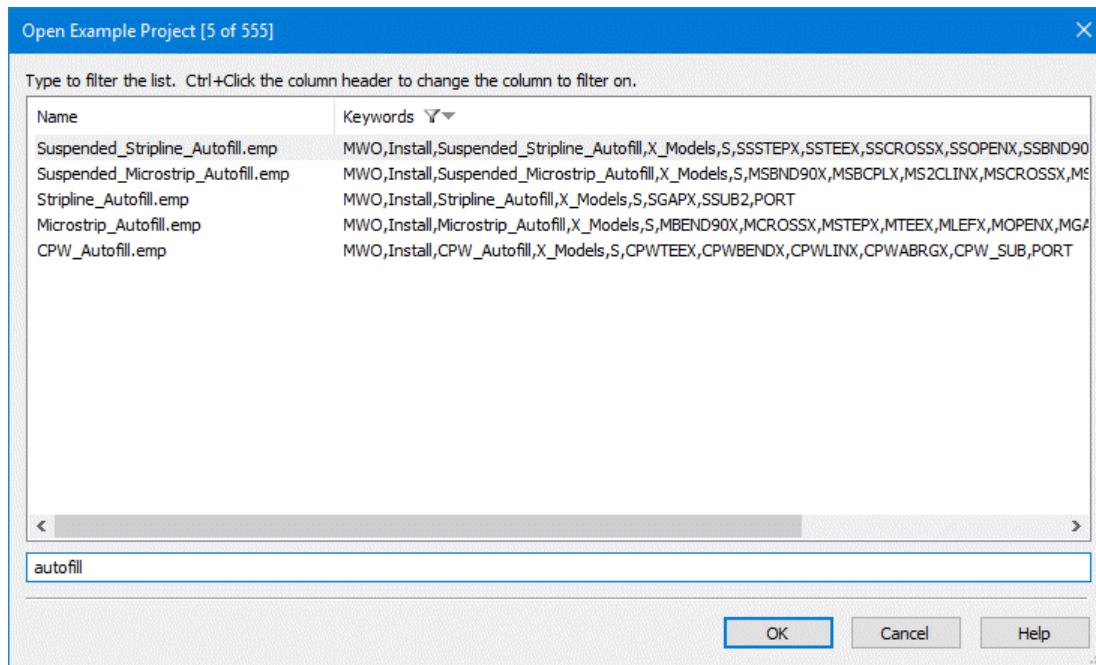 Open Example Project [5 of 555]
Type to filter the list.  Ctrl+Click the column header to change the column to filter on.
Name Keywords
Suspended_Stripline_Autofill.emp MWO,Install,Suspended_Stripline_Autofill,X_Models,S,SSSTEPX,SSTEEX,SSCROSSX,SSOPENX,SSBND90
Suspended_Microstrip_Autofill.emp MWO,Install,Suspended_Microstrip_Autofill,X_Models,S,MSBND90X,MSBCPLX,MS2CLINX,MSCROSSX,MS
Stripline_Autofill.emp MWO,Install,Stripline_Autofill,X_Models,S,SGAPX,SSUB2,PORT
Microstrip_Autofill.emp MWO,Install,Microstrip_Autofill,X_Models,S,MBEND90X,MCROSSX,MSTEPX,MTEEX,MLEFX,MOPENX,MGA
CPW_Autofill.emp MWO,Install,CPW_Autofill,X_Models,S,CPWTEEX,CPWBENDX,CPWLINX,CPWABRGX,CPW_SUB,PORT
autofill
OK Cancel Help